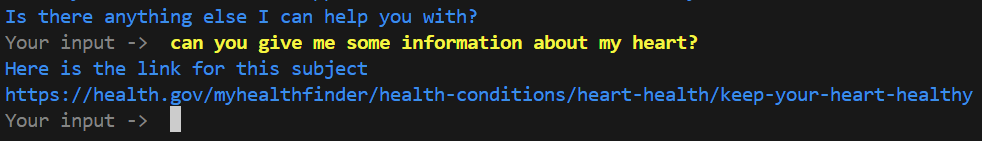 Is there anything else I can help you with?
Your input -> can you give me some information about my heart?
Here is the link for this subject
https://health.gov/myhealthfinder/health-conditions/heart-health/keep-your-heart-healthy
Your input ->